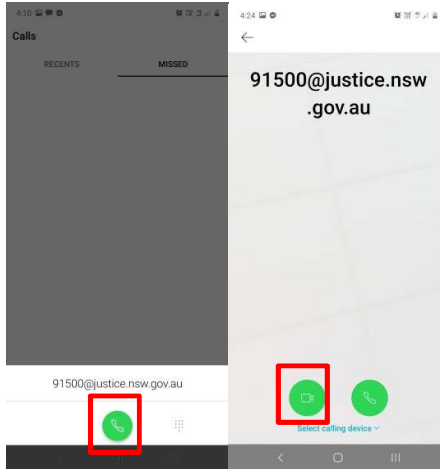 4:10
Calls
RECENTS MISSED
91500@justice.nsw.gov.au
4:24
91500@justice.nsw
.gov.au
Select calling device